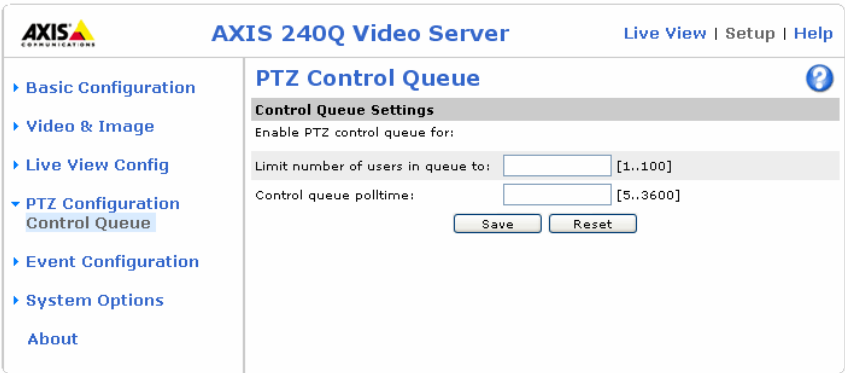 AXIS
COMMUNICATIONS
AXIS 240Q Video Server
Live View | Setup | Help
Basic Configuration
Video & Image
Live View Config
PTZ Configuration
Control Queue
Event Configuration
System Options
About
PTZ Control Queue
?
Control Queue Settings
Enable PTZ control queue for:
Limit number of users in queue to: [1..100]
Control queue polltime: [5..3600]
Save Reset